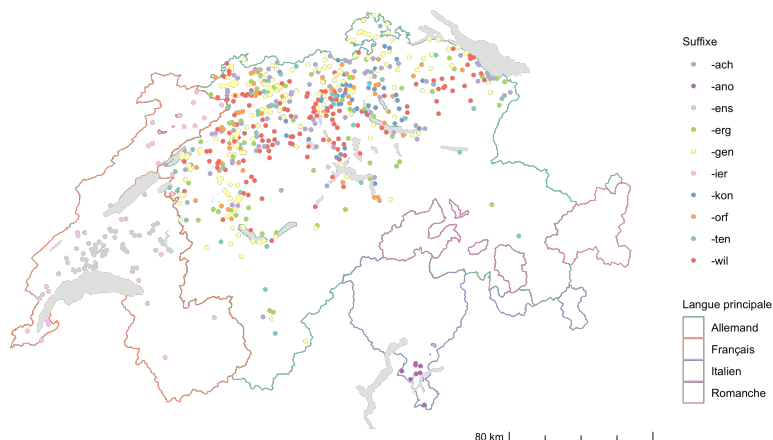 Suffixe
-ach
-ano
-ens
-erg
-gen
-ier
-kon
-orf
-ten
-wil
Langue principale
Allemand
Français
Italien
Romanche
80 km